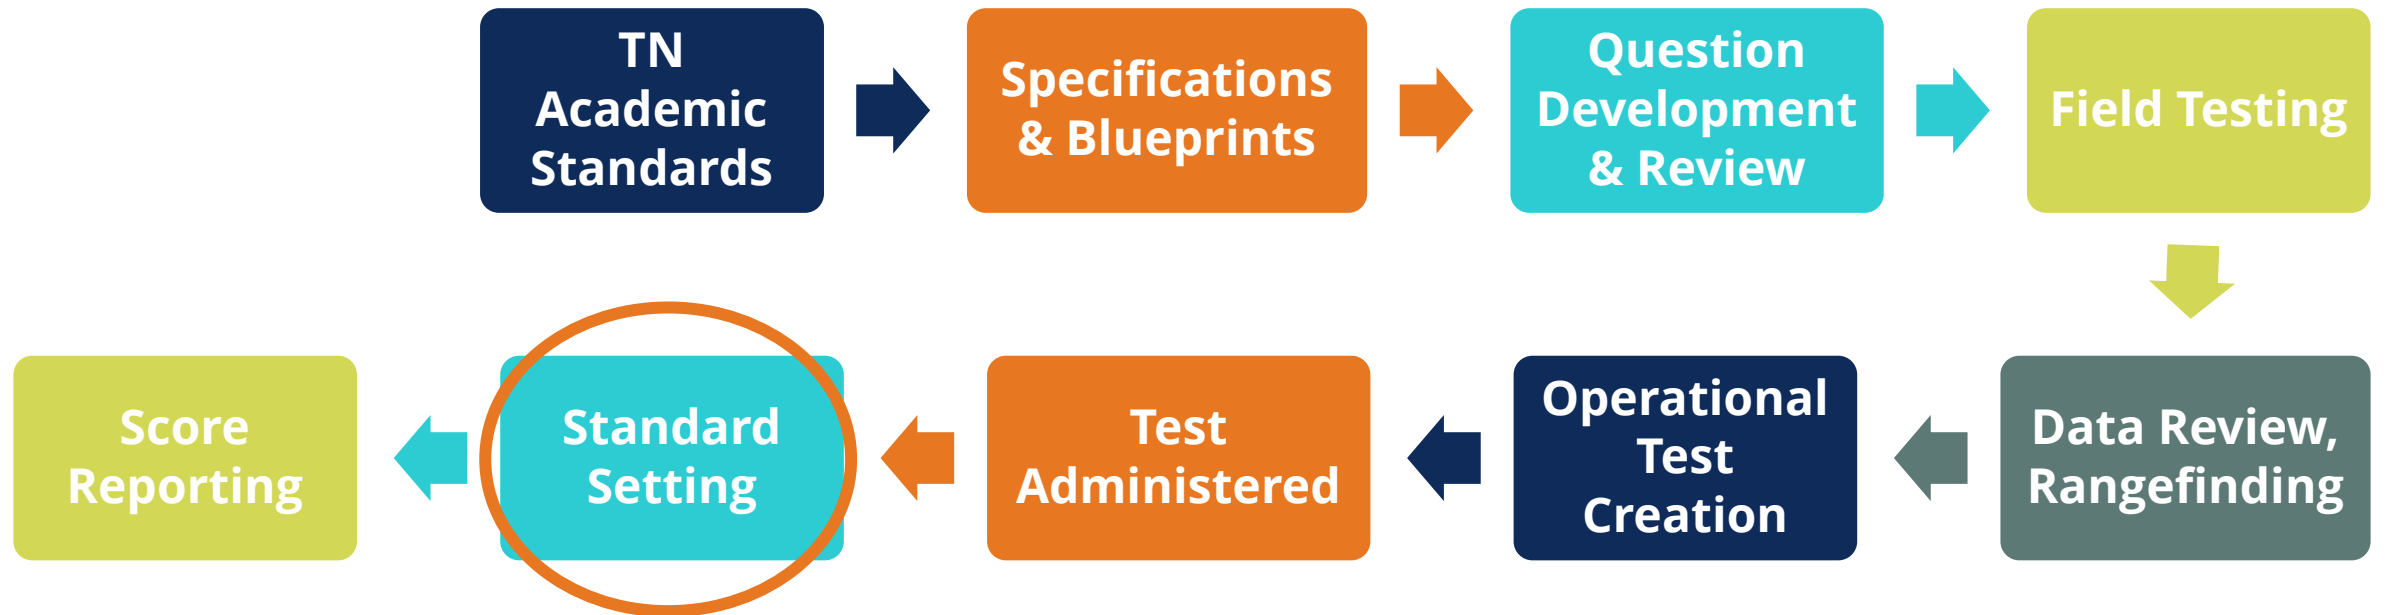 TN
Academic
Standards
Specifications
& Blueprints
Question
Development
& Review
Field Testing
Data Review,
Rangefinding
Operational
Test
Creation
Test
Administered
Standard
Setting
Score
Reporting